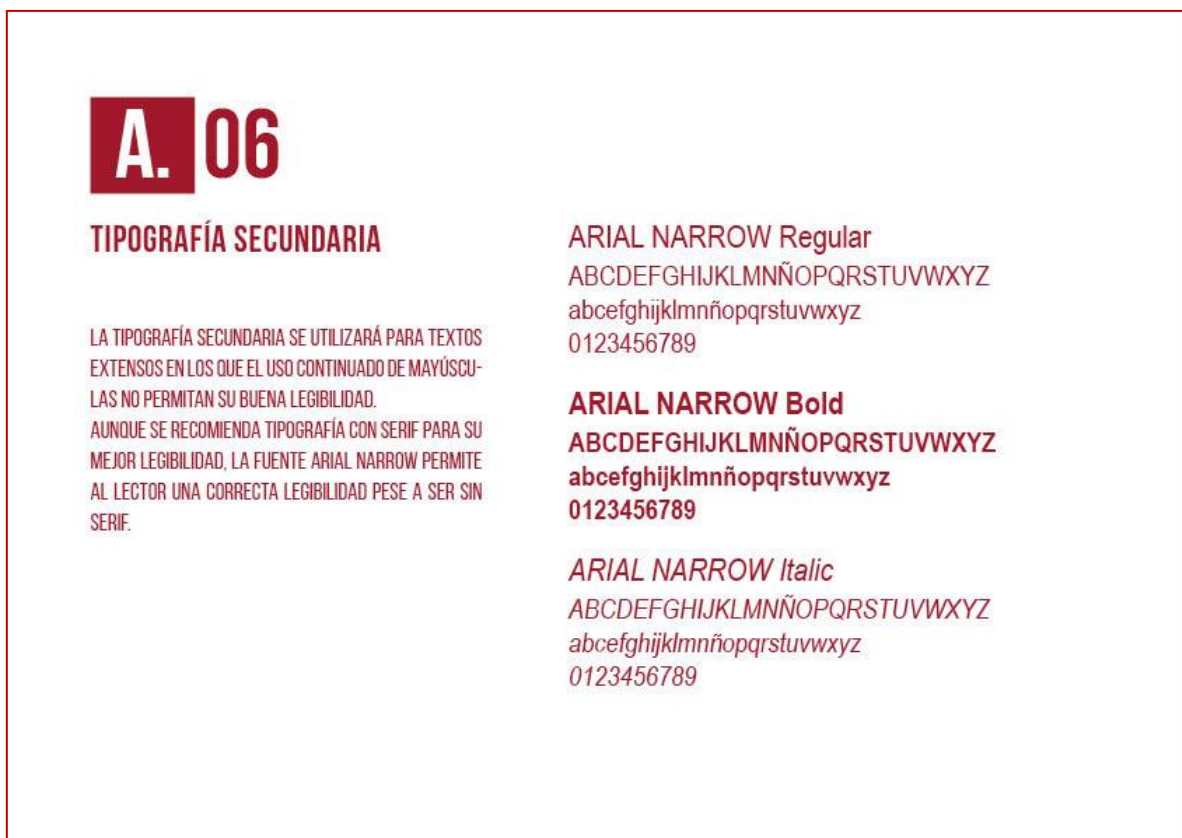 A. 06
TIPOGRAFÍA SECUNDARIA
LA TIPOGRAFÍA SECUNDARIA SE UTILIZARÁ PARA TEXTOS
EXTENSOS EN LOS QUE EL USO CONTINUADO DE MAYÚSCU-
LAS NO PERMITAN SU BUENA LEGIBILIDAD.
AUNQUE SE RECOMIENDA TIPOGRAFÍA CON SERIF PARA SU
MEJOR LEGIBILIDAD, LA FUENTE ARIAL NARROW PERMITE
AL LECTOR UNA CORRECTA LEGIBILIDAD PESE A SER SIN
SERIF.
ARIAL NARROW Regular
ABCDEFGHIJKLMNÑOPQRSTUVWXYZ
abcefghijklmnñopqrstuvwxyz
0123456789
ARIAL NARROW Bold
ABCDEFGHIJKLMNÑOPQRSTUVWXYZ
abcefghijklmnñopqrstuvwxyz
0123456789
ARIAL NARROW Italic
ABCDEFGHIJKLMNÑOPQRSTUVWXYZ
abcefghijklmnñopqrstuvwxyz
0123456789